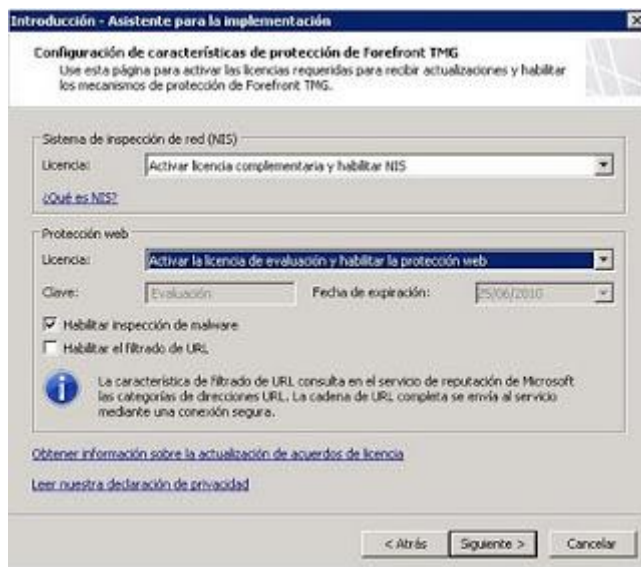 Introducción - Asistente para la implementación
Configuración de características de protección de Forefront TMG
Use esta página para activar las licencias requeridas para recibir actualizaciones y habilitar
los mecanismos de protección de Forefront TMG.
Sistema de inspección de red (NIS)
Licencia: Activar licencia complementaria y habilitar NIS
¿Qué es NIS?
Protección web
Licencia: Activar la licencia de evaluación y habilitar la protección web
Clave: Evaluación Fecha de expiración: 25/06/2010
Habilitar inspección de malware
Habilitar el filtrado de URL
La característica de filtrado de URL consulta en el servicio de reputación de Microsoft
las categorías de direcciones URL. La cadena de URL completa se envía al servicio
mediante una conexión segura.
Obtener información sobre la actualización de acuerdos de licencia
Leer nuestra declaración de privacidad
< Atrás Siguiente > Cancelar